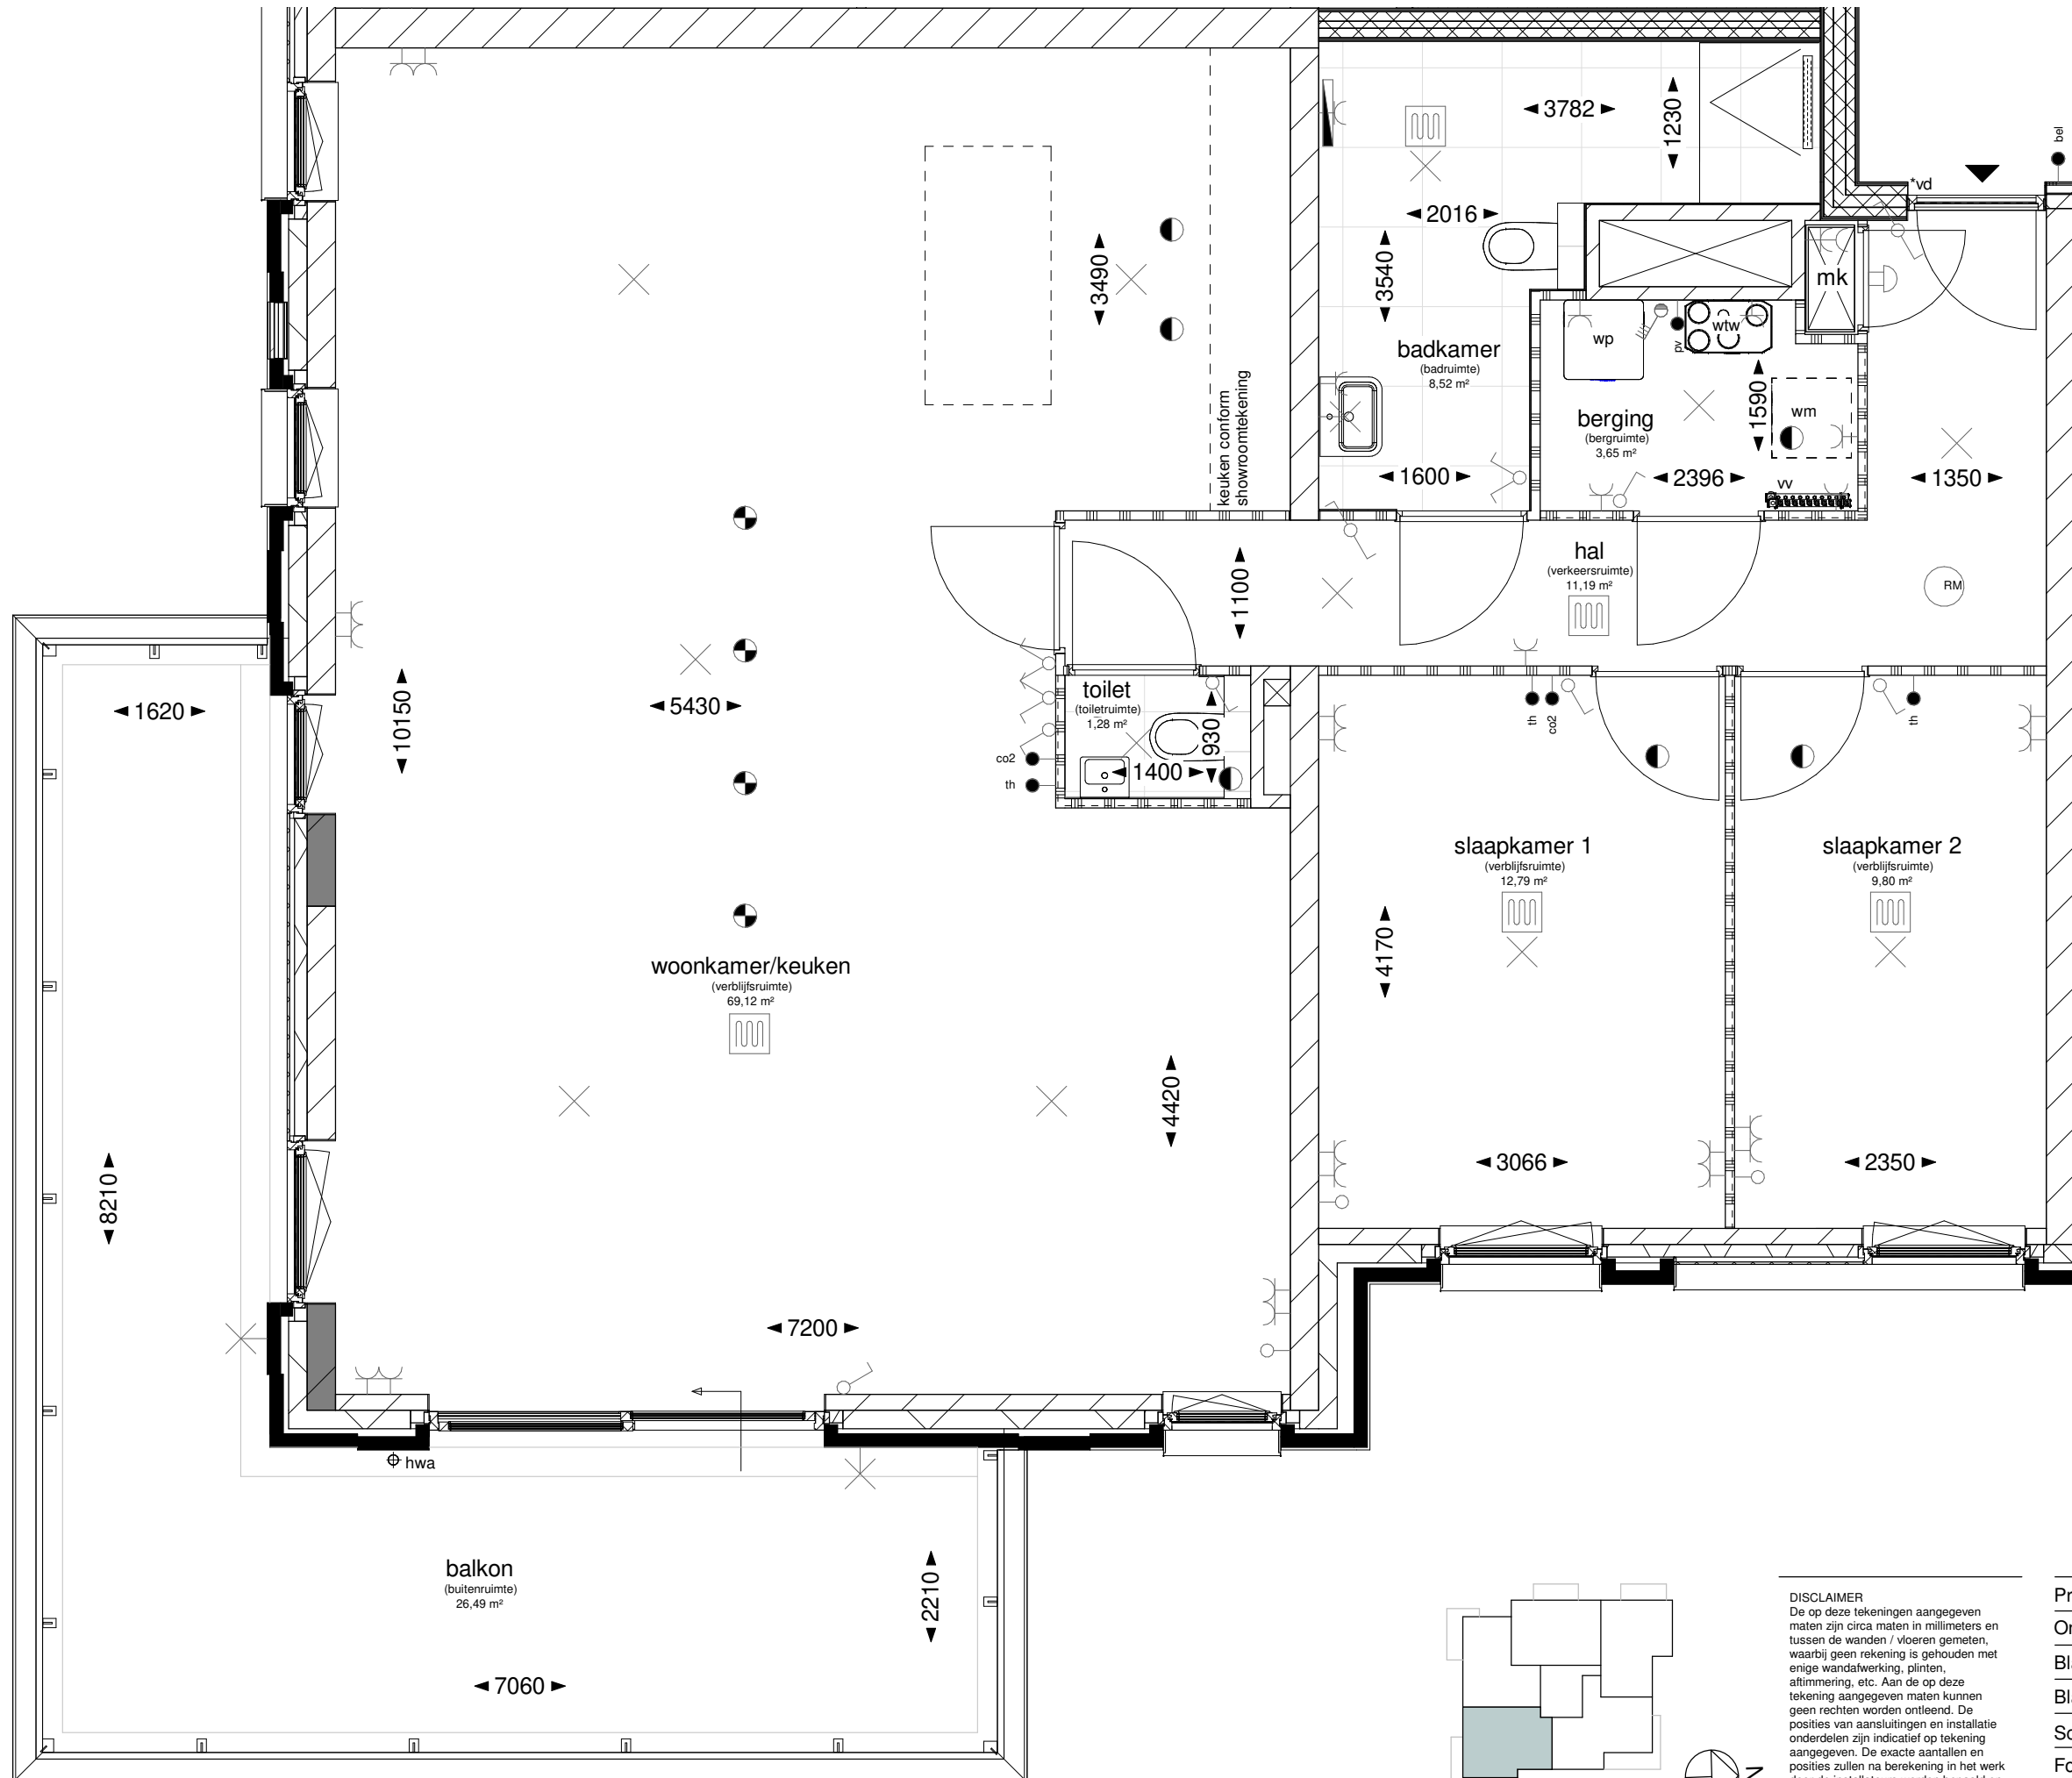 3782
1230
bel
*vd
2016
3490
3540
mk
badkamer
(badruimte)
8,52 m²
wp
pv
wtw
keuken conform
showroomtekening
berging
(bergruimte)
3,65 m²
1590
wm
1600
2396
vv
1350
hal
(verkeersruimte)
11,19 m²
1100
RM
1620
10150
5430
toilet
(toiletruimte)
1,28 m²
930
1400
co2
th
th
co2
th
slaapkamer 1
(verblijfsruimte)
12,79 m²
slaapkamer 2
(verblijfsruimte)
9,80 m²
4170
woonkamer/keuken
(verblijfsruimte)
69,12 m²
4420
8210
3066
2350
7200
hwa
balkon
(buitenruimte)
26,49 m²
2210
7060
DISCLAIMER
De op deze tekeningen aangegeven
maten zijn circa maten in millimeters en
tussen de wanden / vloeren gemeten,
waarbij geen rekening is gehouden met
enige wandafwerking, plinten,
aftimmering, etc. Aan de op deze
tekening aangegeven maten kunnen
geen rechten worden ontleend. De
posities van aansluitingen en installatie
onderdelen zijn indicatief op tekening
aangegeven. De exacte aantallen en
posities zullen na berekening in het werk